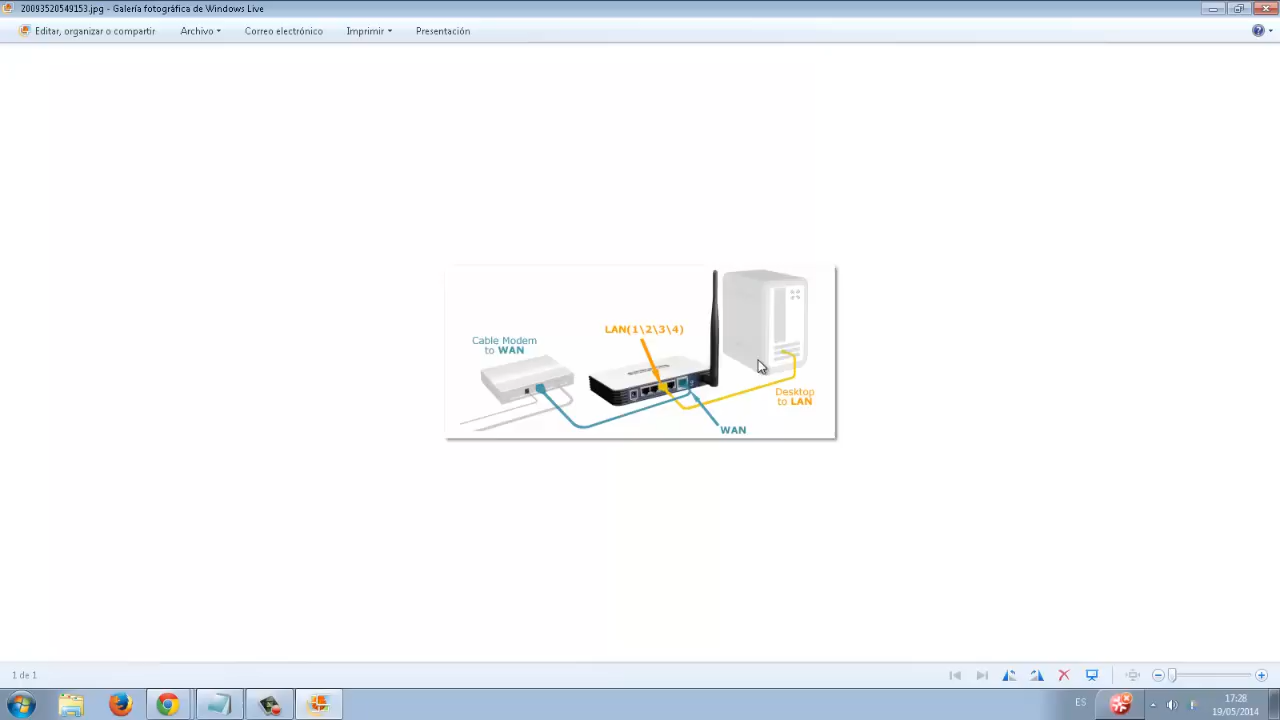 20093520549153.jpg - Galería fotográfica de Windows Live
Editar, organizar o compartir Archivo Correo electrónico Imprimir Presentación
LAN(1\2\3\4)
Cable Modem
to WAN
Desktop
to LAN
WAN
1 de 1
ES
17:28
19/05/2014